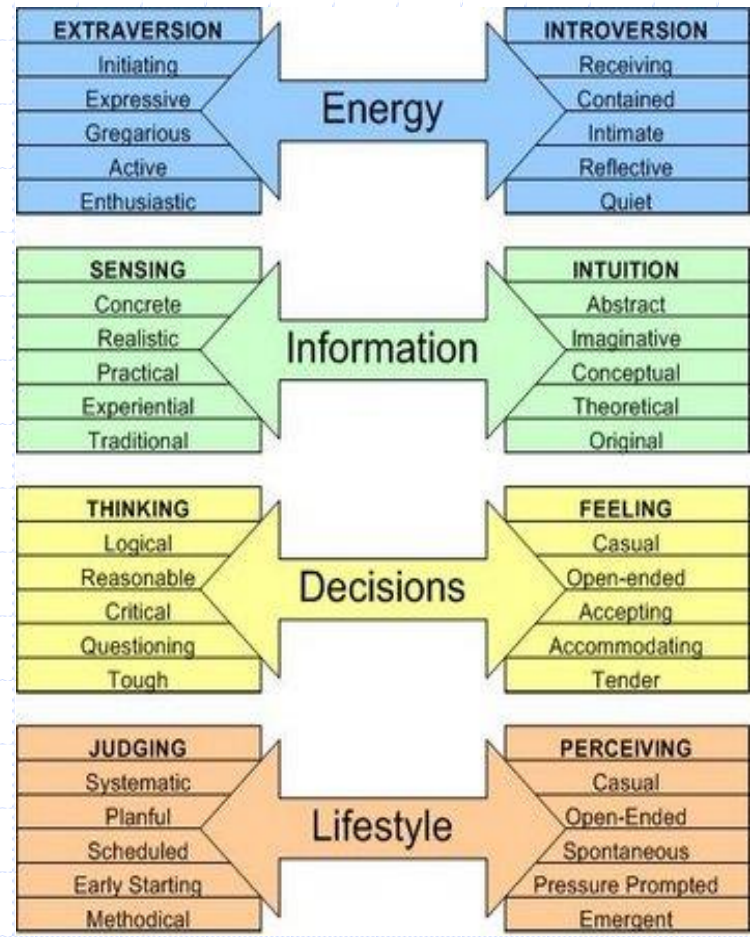 EXTRAVERSION
Initiating
Expressive
Gregarious
Active
Enthusiastic
Energy
INTROVERSION
Receiving
Contained
Intimate
Reflective
Quiet
SENSING
Concrete
Realistic
Practical
Experiential
Traditional
Information
INTUITION
Abstract
Imaginative
Conceptual
Theoretical
Original
THINKING
Logical
Reasonable
Critical
Questioning
Tough
Decisions
FEELING
Casual
Open-ended
Accepting
Accommodating
Tender
JUDGING
Systematic
Planful
Scheduled
Early Starting
Methodical
Lifestyle
PERCEIVING
Casual
Open-Ended
Spontaneous
Pressure Prompted
Emergent